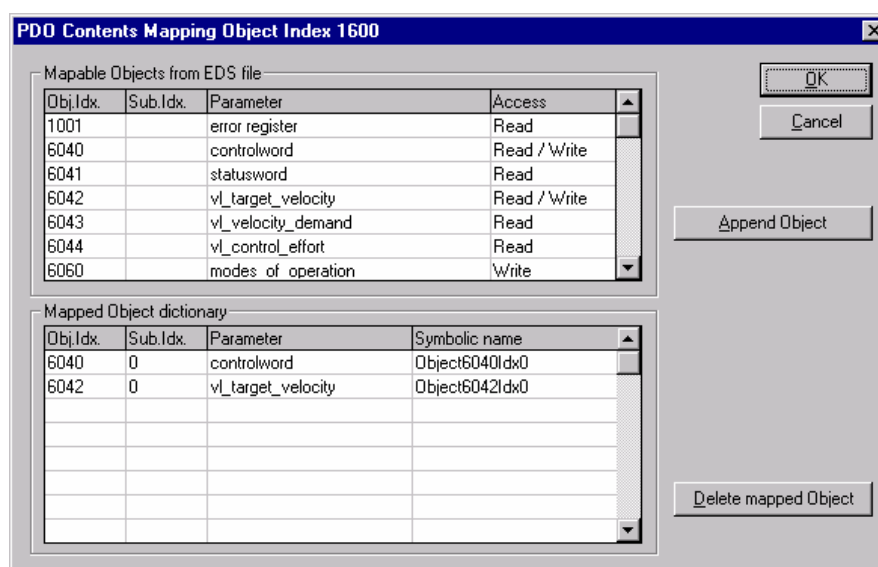 PDO Contents Mapping Object Index 1600
Mapable Objects from EDS file
OK
Cancel
Obj.Idx. Sub.Idx. Parameter Access
1001 error register Read
6040 controlword Read / Write
6041 statusword Read
6042 vl_target_velocity Read / Write
6043 vl_velocity_demand Read
6044 vl_control_effort Read
6060 modes_of_operation Write
Append Object
Mapped Object dictionary
Obj.Idx. Sub.Idx. Parameter Symbolic name
6040 0 controlword Object6040Idx0
6042 0 vl_target_velocity Object6042Idx0
Delete mapped Object